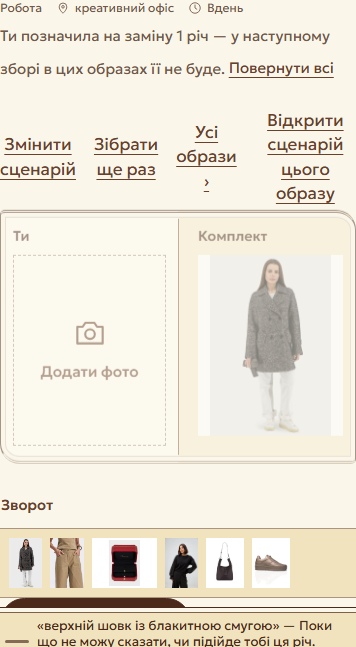 Робота креативний офіс Вдень
Ти позначила на заміну 1 річ — у наступному
зборі в цих образах її не буде. Повернути всі
Змінити сценарій
Зібрати ще раз
Усі образи ›
Відкрити сценарій цього образу
Ти
Комплект
Додати фото
Зворот
«верхній шовк із блакитною смугою» — Поки
що не можу сказати, чи підійде тобі ця річ.